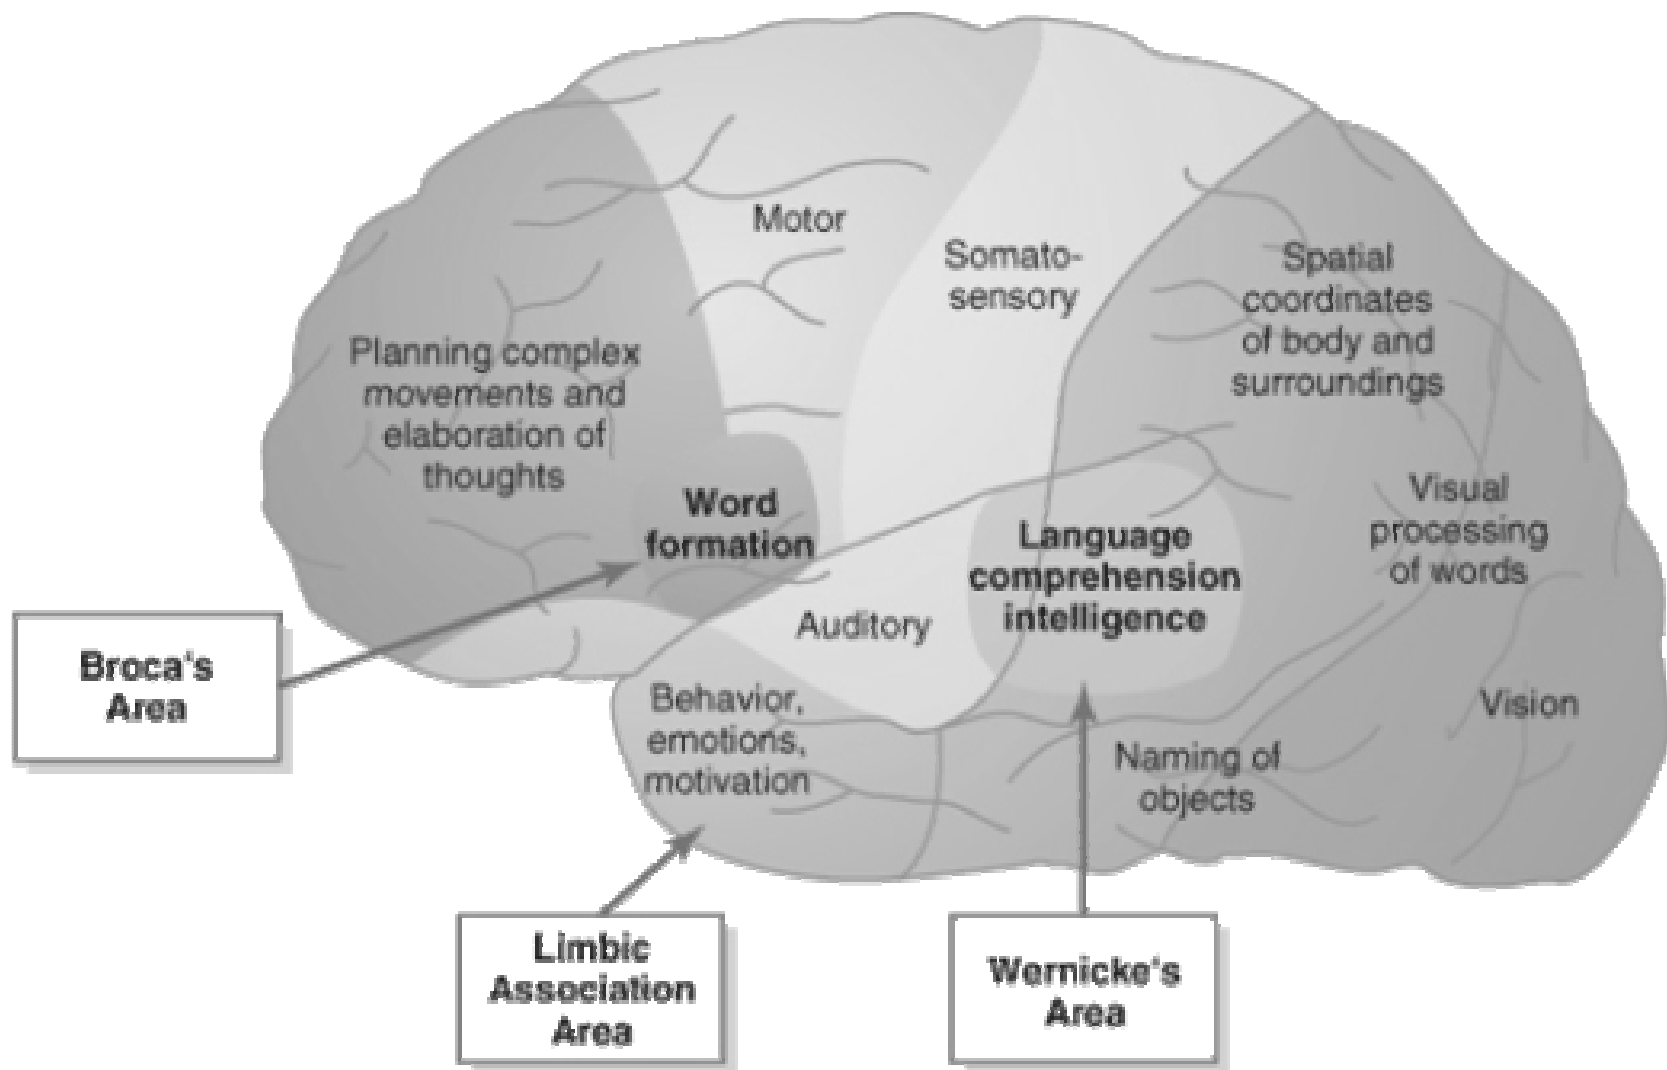 Motor
Somato-
sensory
Spatial
coordinates
of body and
surroundings
Planning complex
movements and
elaboration of
thoughts
Word
formation
Language
comprehension
intelligence
Visual
processing
of words
Auditory
Broca's
Area
Behavior,
emotions,
motivation
Vision
Naming of
objects
Limbic
Association
Area
Wernicke's
Area